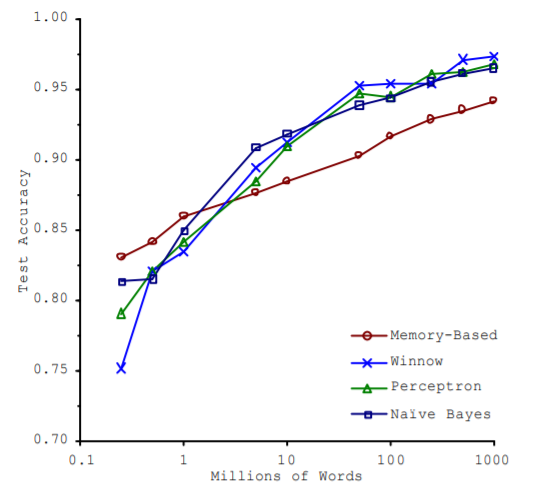 1.00
0.95
0.90
0.85
0.80
0.75
0.70
Test Accuracy
Memory-Based
Winnow
Perceptron
Naïve Bayes
0.1 1 10 100 1000
Millions of Words